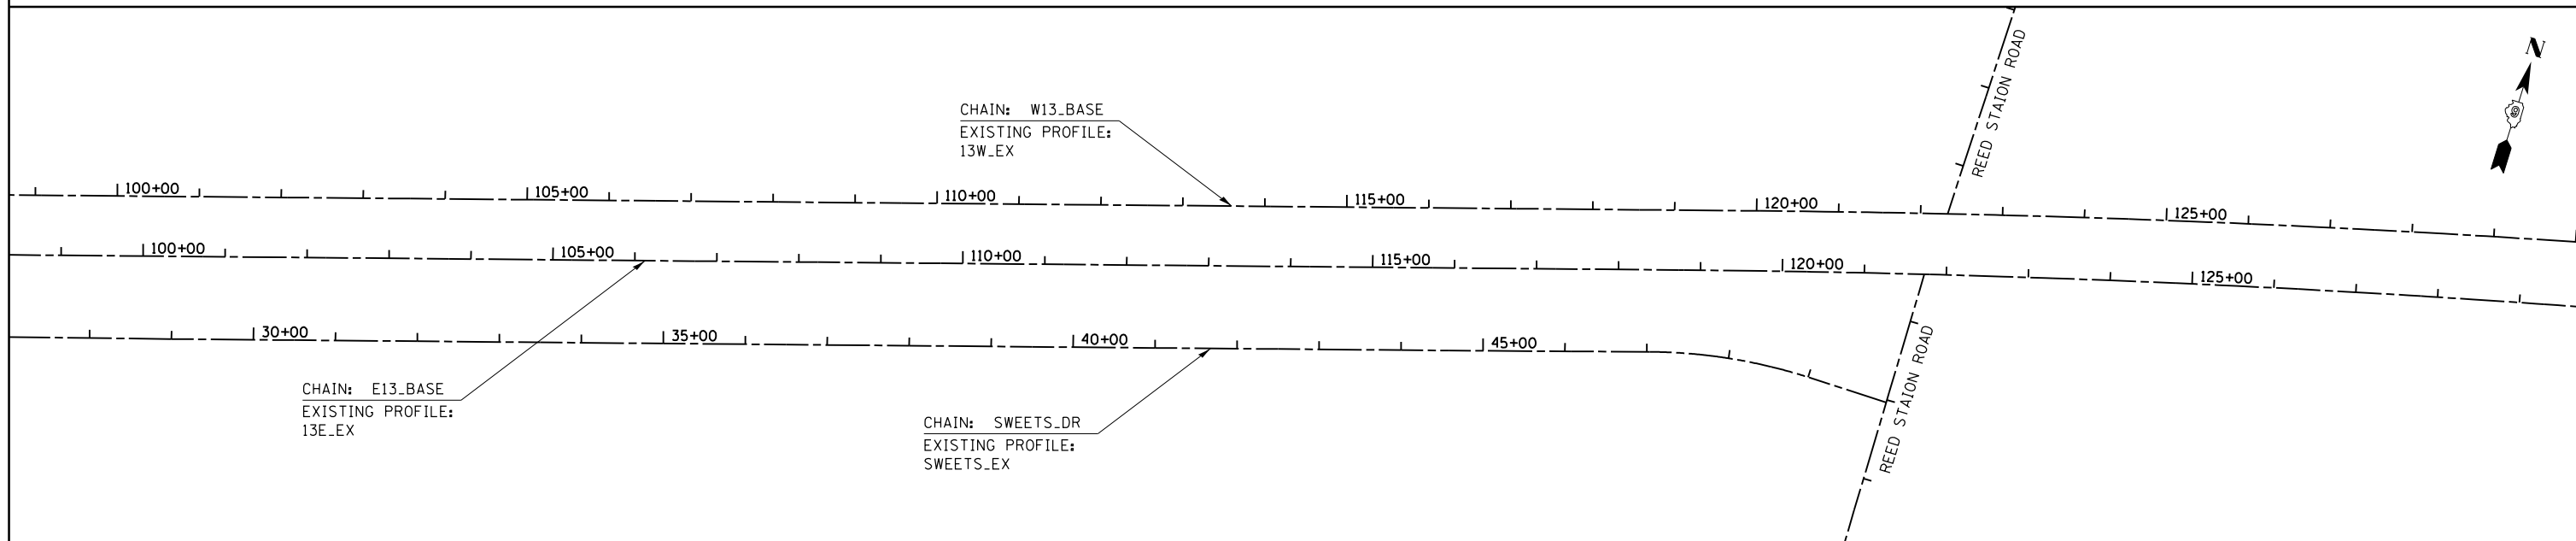 REED STAION ROAD
N
CHAIN: W13_BASE
EXISTING PROFILE:
13W_EX
100+00 105+00 110+00 115+00 120+00 125+00
100+00 105+00 110+00 115+00 120+00 125+00
30+00 35+00 40+00 45+00
REED STAION ROAD
CHAIN: E13_BASE
EXISTING PROFILE:
13E_EX
CHAIN: SWEETS_DR
EXISTING PROFILE:
SWEETS_EX